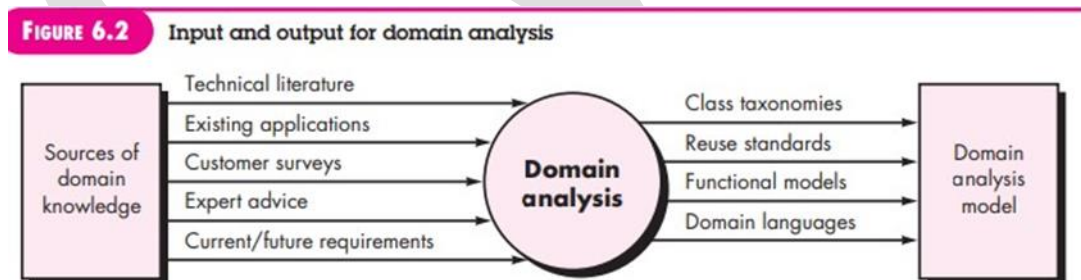 FIGURE 6.2 Input and output for domain analysis
Sources of
domain
knowledge
Technical literature
Existing applications
Customer surveys
Expert advice
Current/future requirements
Domain
analysis
Class taxonomies
Reuse standards
Functional models
Domain languages
Domain
analysis
model